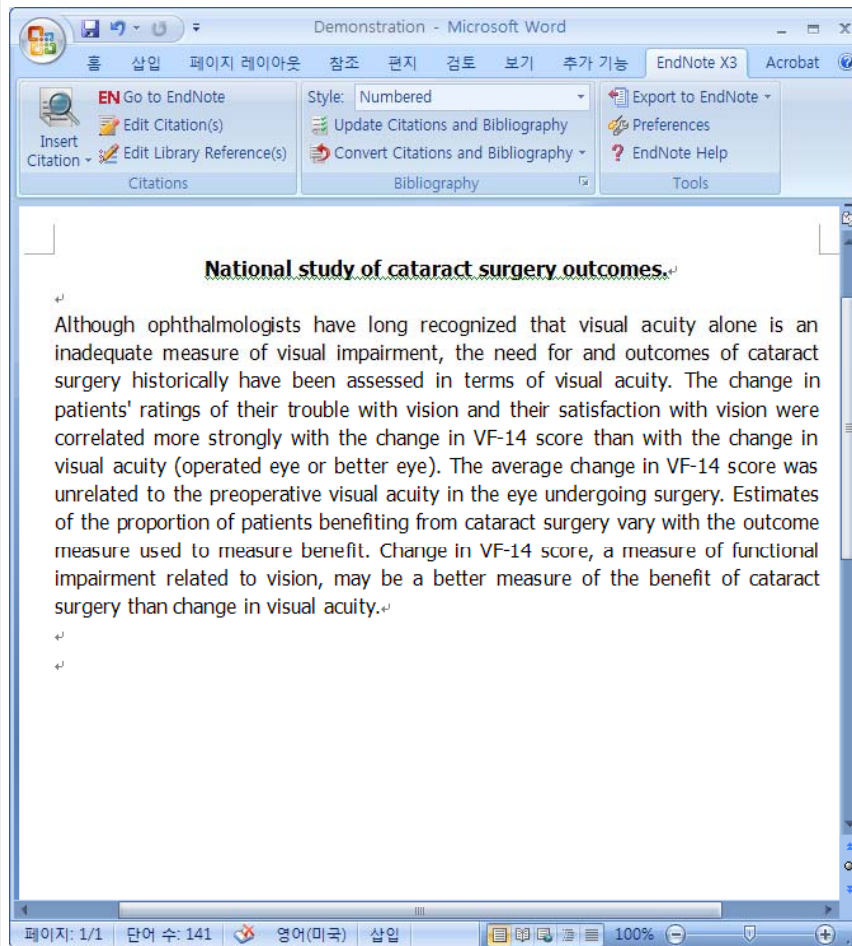 Demonstration - Microsoft Word
홈 삽입 페이지 레이아웃 참조 편지 검토 보기 추가 기능 EndNote X3 Acrobat
Insert Citation
EN Go to EndNote
Edit Citation(s)
Edit Library Reference(s)
Citations
Style: Numbered
Update Citations and Bibliography
Convert Citations and Bibliography
Bibliography
Export to EndNote
Preferences
? EndNote Help
Tools
National study of cataract surgery outcomes.
Although ophthalmologists have long recognized that visual acuity alone is an
inadequate measure of visual impairment, the need for and outcomes of cataract
surgery historically have been assessed in terms of visual acuity. The change in
patients' ratings of their trouble with vision and their satisfaction with vision were
correlated more strongly with the change in VF-14 score than with the change in
visual acuity (operated eye or better eye). The average change in VF-14 score was
unrelated to the preoperative visual acuity in the eye undergoing surgery. Estimates
of the proportion of patients benefiting from cataract surgery vary with the outcome
measure used to measure benefit. Change in VF-14 score, a measure of functional
impairment related to vision, may be a better measure of the benefit of cataract
surgery than change in visual acuity.
페이지: 1/1 단어 수: 141 영어(미국) 삽입 100%